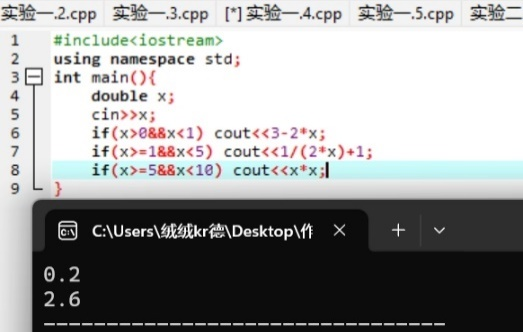 实验一.2.cpp 实验一.3.cpp [*] 实验一.4.cpp 实验一.5.cpp 实验二
1 #include<iostream>
2 using namespace std;
3 int main(){
4 double x;
5 cin>>x;
6 if(x>0&&x<1) cout<<3-2*x;
7 if(x>=1&&x<5) cout<<1/(2*x)+1;
8 if(x>=5&&x<10) cout<<x*x;
9 }
C:\Users\绒绒kr德\Desktop\作
0.2
2.6
--------------------------------